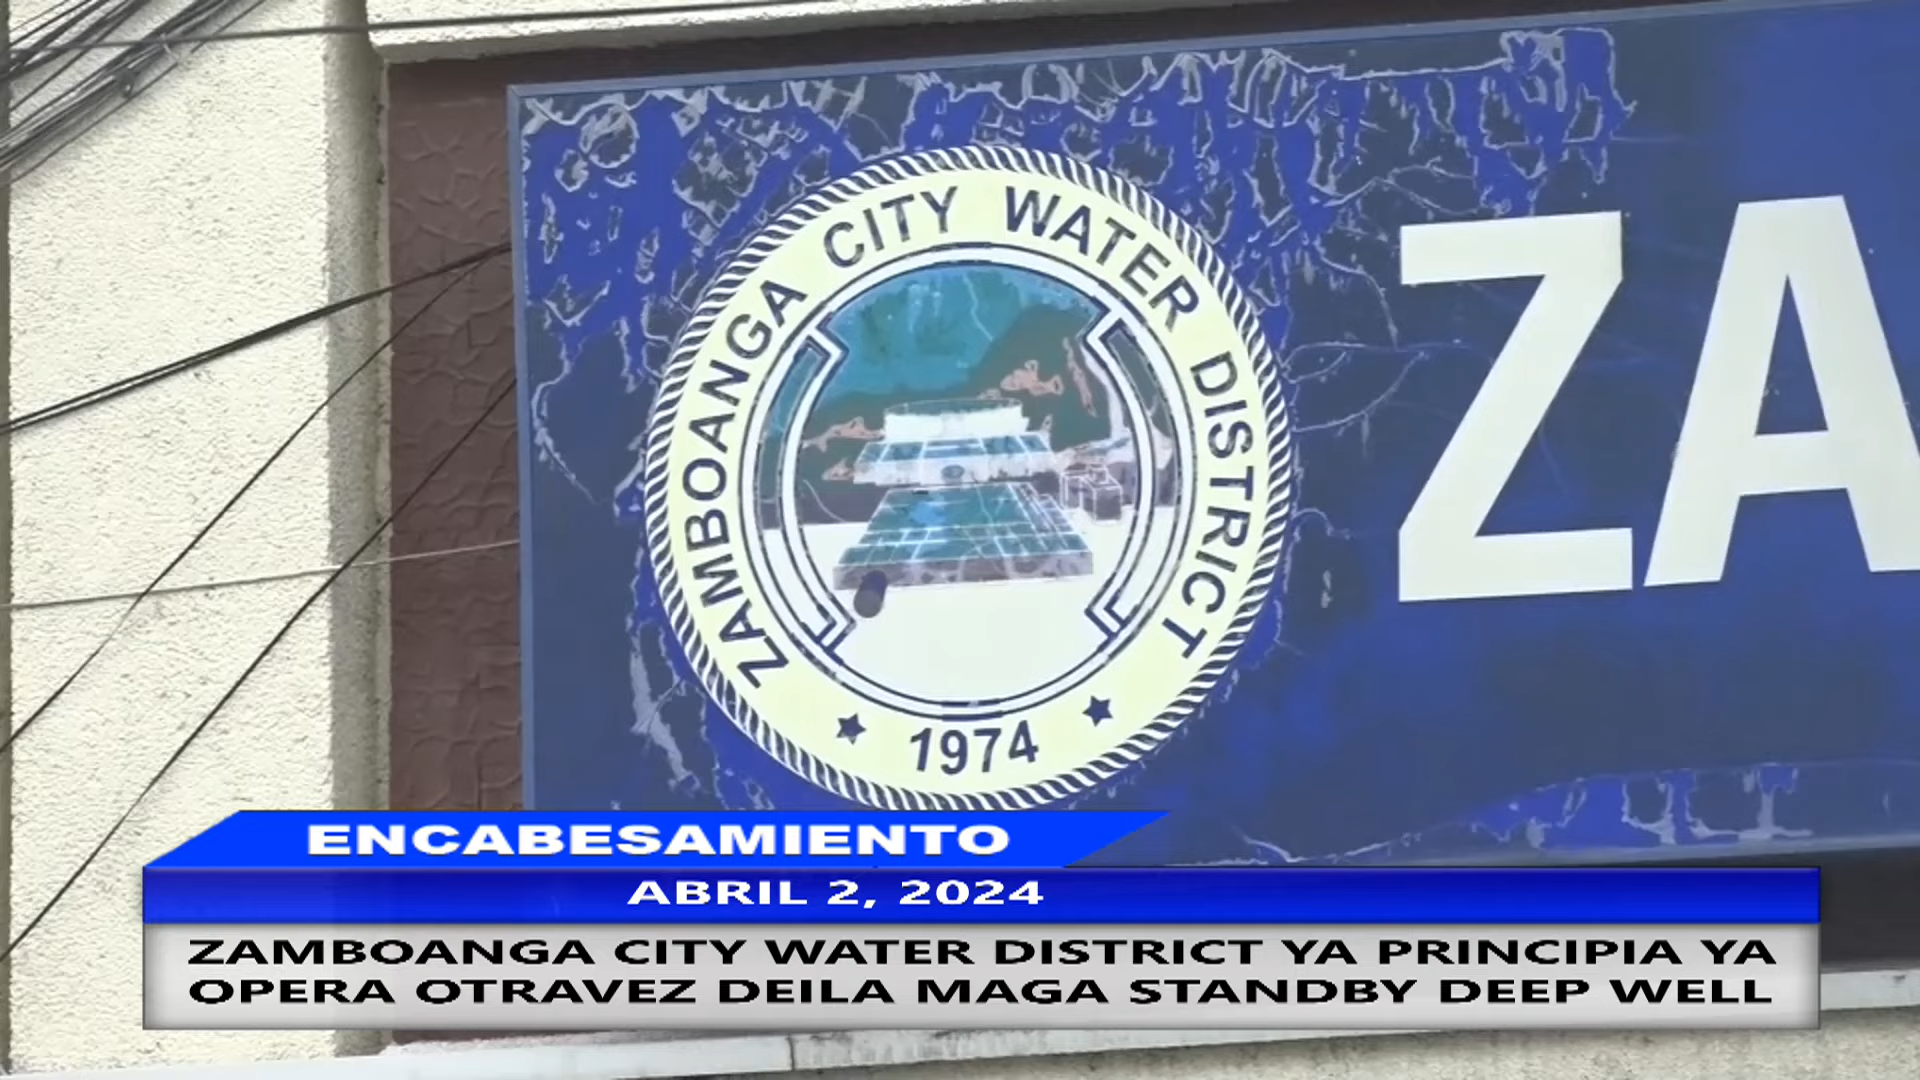 ZAMBOANGA CITY WATER DISTRICT
1974
ZA
ENCABESAMIENTO
ABRIL 2, 2024
ZAMBOANGA CITY WATER DISTRICT YA PRINCIPIA YA
OPERA OTRAVEZ DEILA MAGA STANDBY DEEP WELL